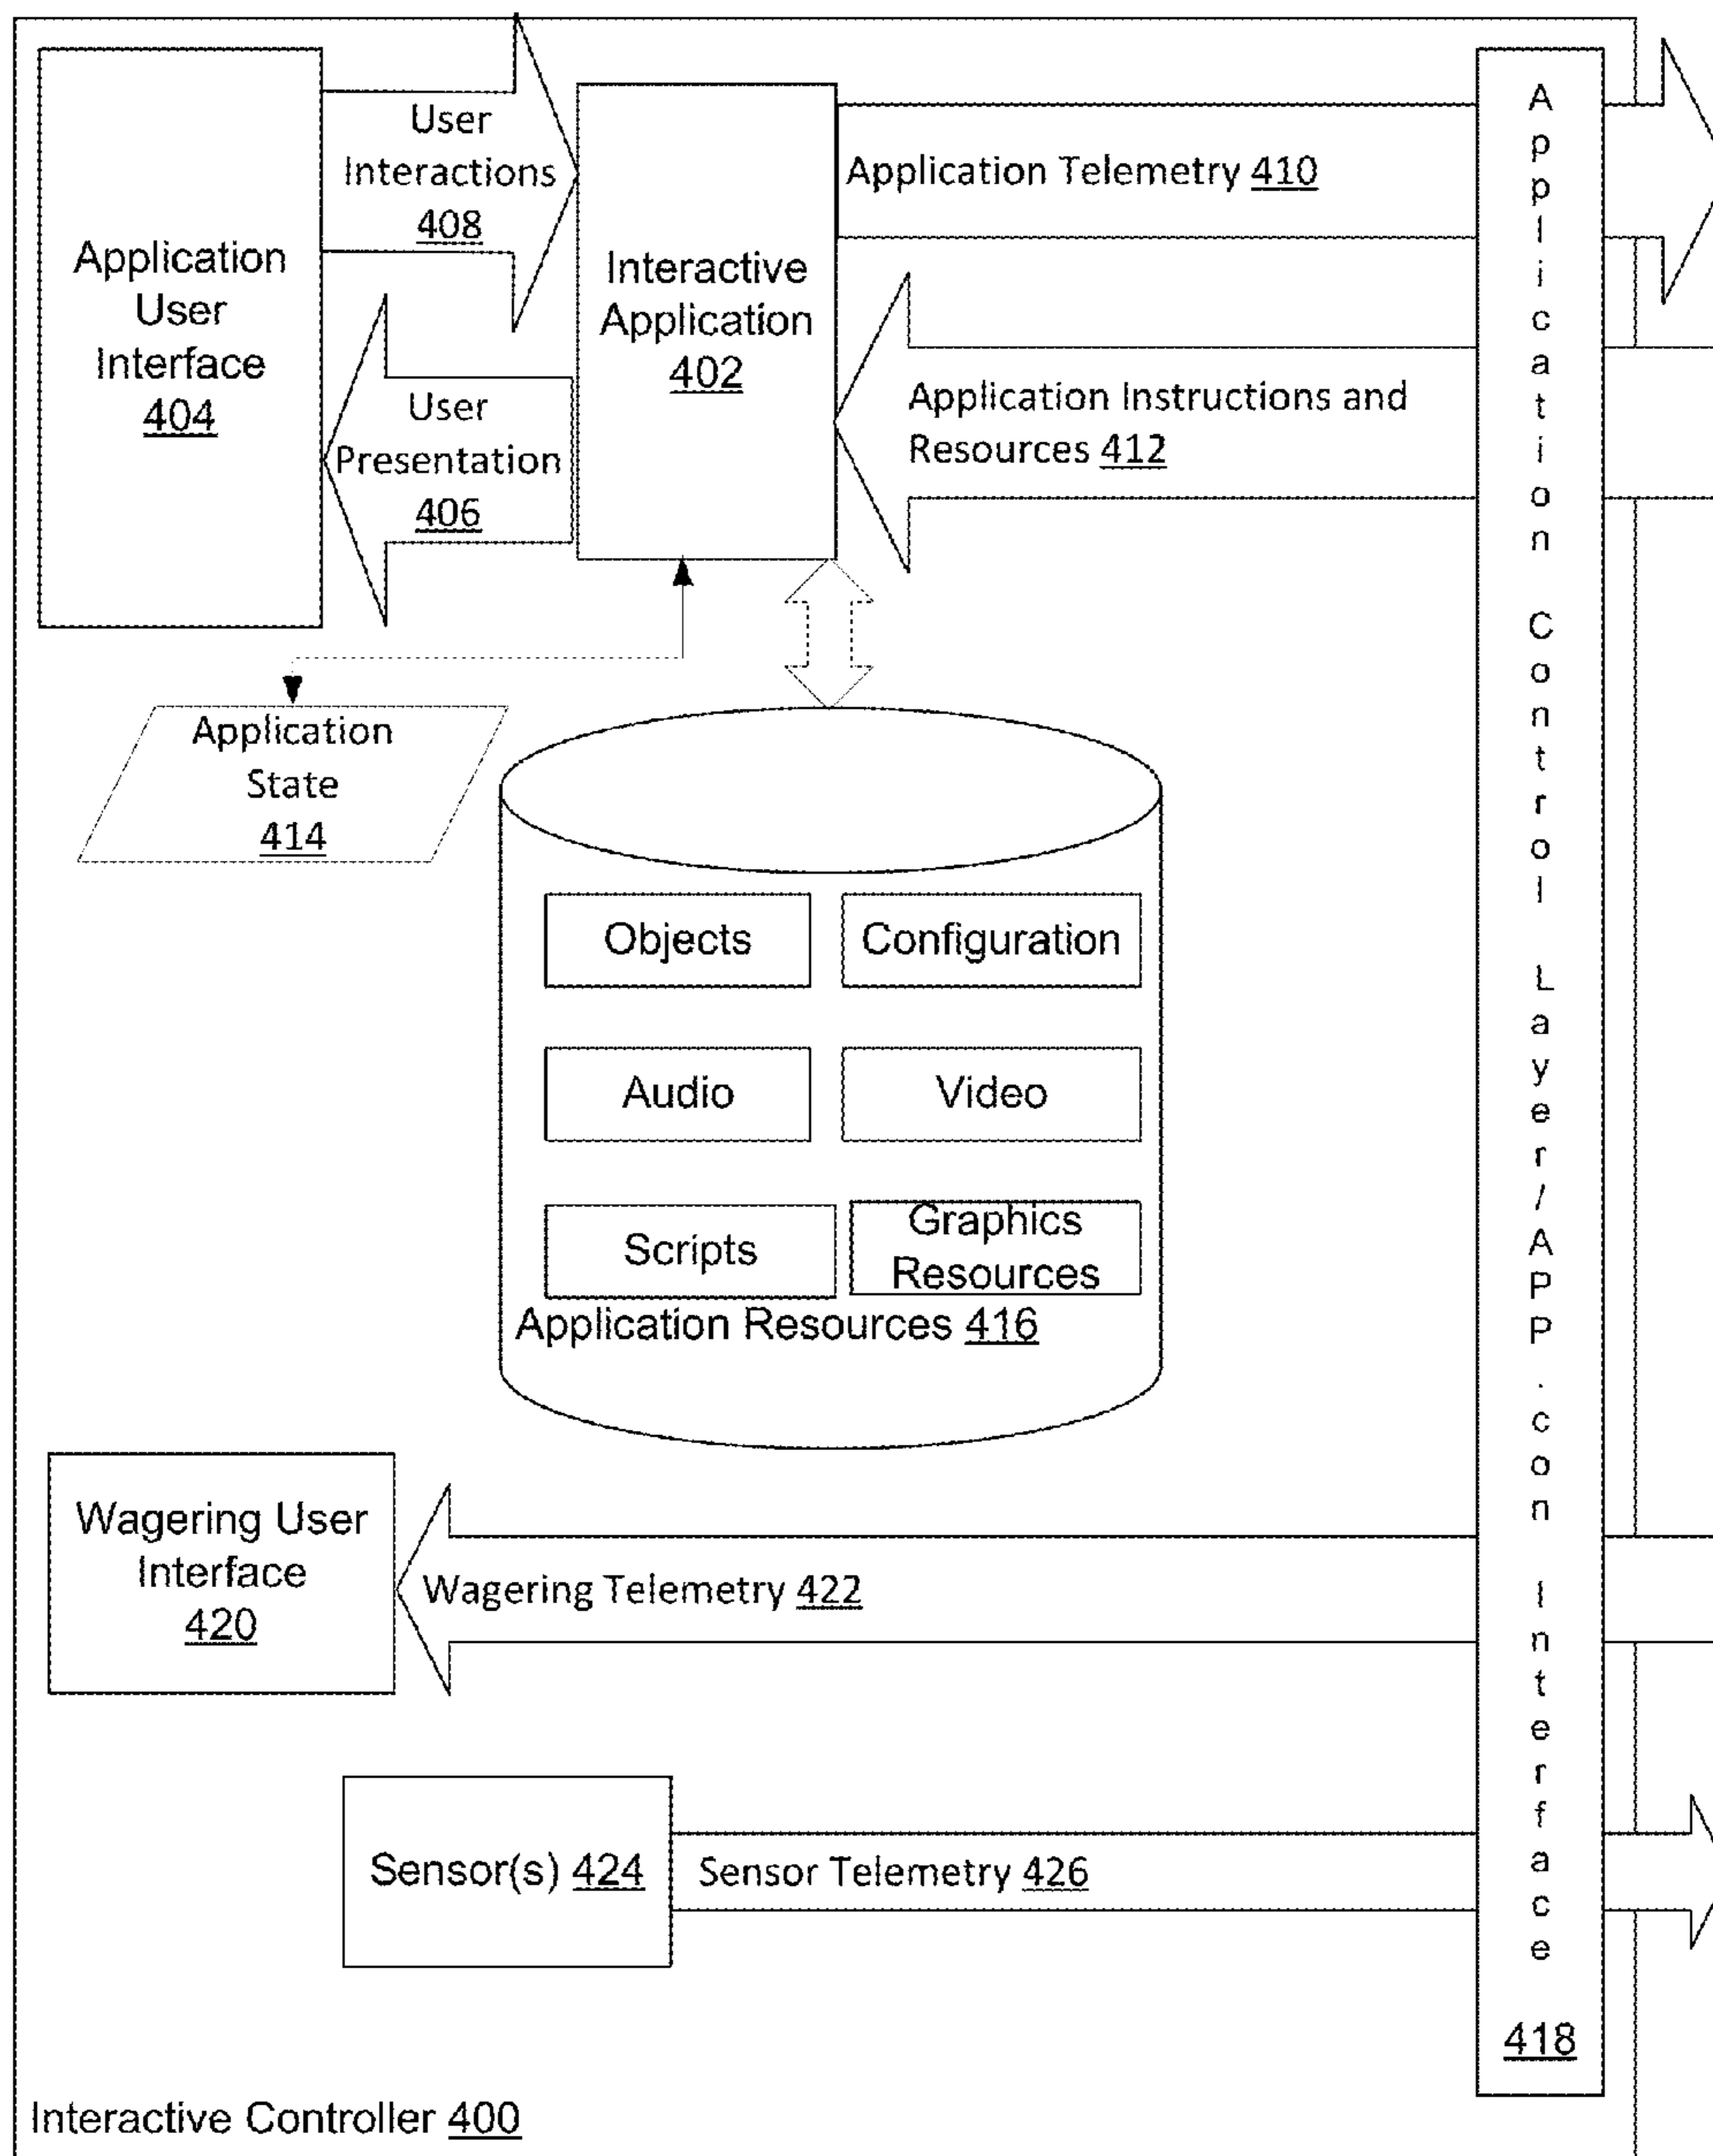 Application
User
Interface
404
User
Interactions
408
User
Presentation
406
Interactive
Application
402
Application Telemetry 410
Application Instructions and
Resources 412
Application
State
414
Objects
Configuration
Audio
Video
Scripts
Graphics
Resources
Application Resources 416
Wagering User
Interface
420
Wagering Telemetry 422
Sensor(s) 424
Sensor Telemetry 426
Application Control Layer/APP.con Interface
418
Interactive Controller 400